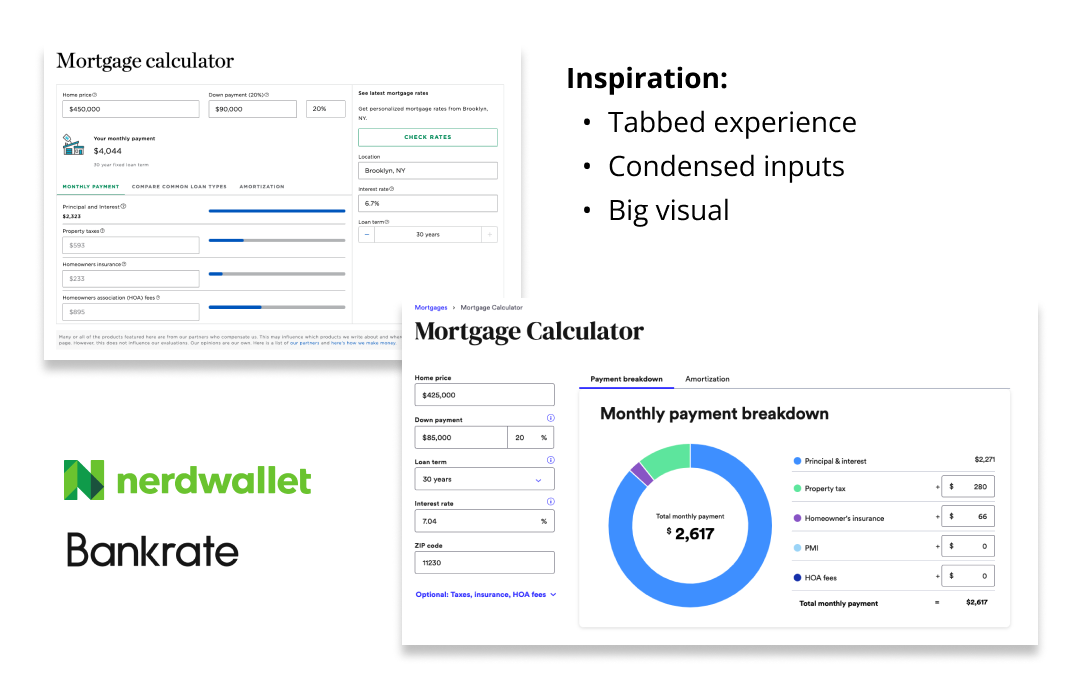 Mortgage calculator
Home price
$450,000
Down payment (20%)
$90,000
20%
Your monthly payment
$4,044
30 year fixed loan term
MONTHLY PAYMENT
COMPARE COMMON LOAN TYPES
AMORTIZATION
Principal and Interest
$2,323
Property taxes
$593
Homeowners insurance
$233
Homeowners association (HOA) fees
$895
See latest mortgage rates
Get personalized mortgage rates from Brooklyn,
NY.
CHECK RATES
Location
Brooklyn, NY
Interest rate
6.7%
Loan term
–
30 years
+
Many or all of the products featured here are from our partners who compensate us. This may influence which products we write about and wher
page. However, this does not influence our evaluations. Our opinions are our own. Here is a list of our partners and here's how we make money.
Inspiration:
• Tabbed experience
• Condensed inputs
• Big visual
Mortgages › Mortgage Calculator
Mortgage Calculator
Home price
$425,000
Down payment
$85,000
20 %
Loan term
30 years
Interest rate
7.04 %
ZIP code
11230
Optional: Taxes, insurance, HOA fees
Payment breakdown
Amortization
Monthly payment breakdown
Total monthly payment
$ 2,617
Principal & interest $2,271
Property tax + $ 280
Homeowner's insurance + $ 66
PMI + $ 0
HOA fees + $ 0
Total monthly payment = $2,617
nerdwallet
Bankrate